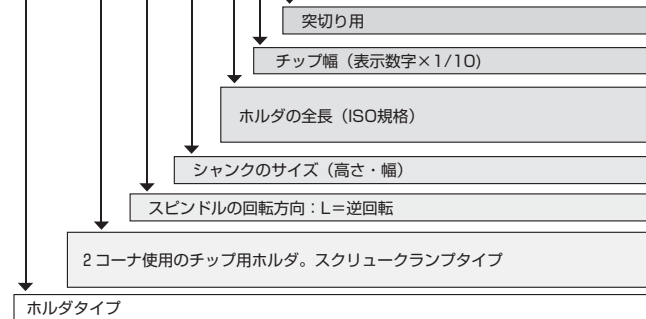 突切り用
チップ幅（表示数字×1/10)
ホルダの全長（ISO規格）
シャンクのサイズ（高さ・幅）
スピンドルの回転方向：L＝逆回転
2コーナ使用のチップ用ホルダ。スクリュークランプタイプ
ホルダタイプ